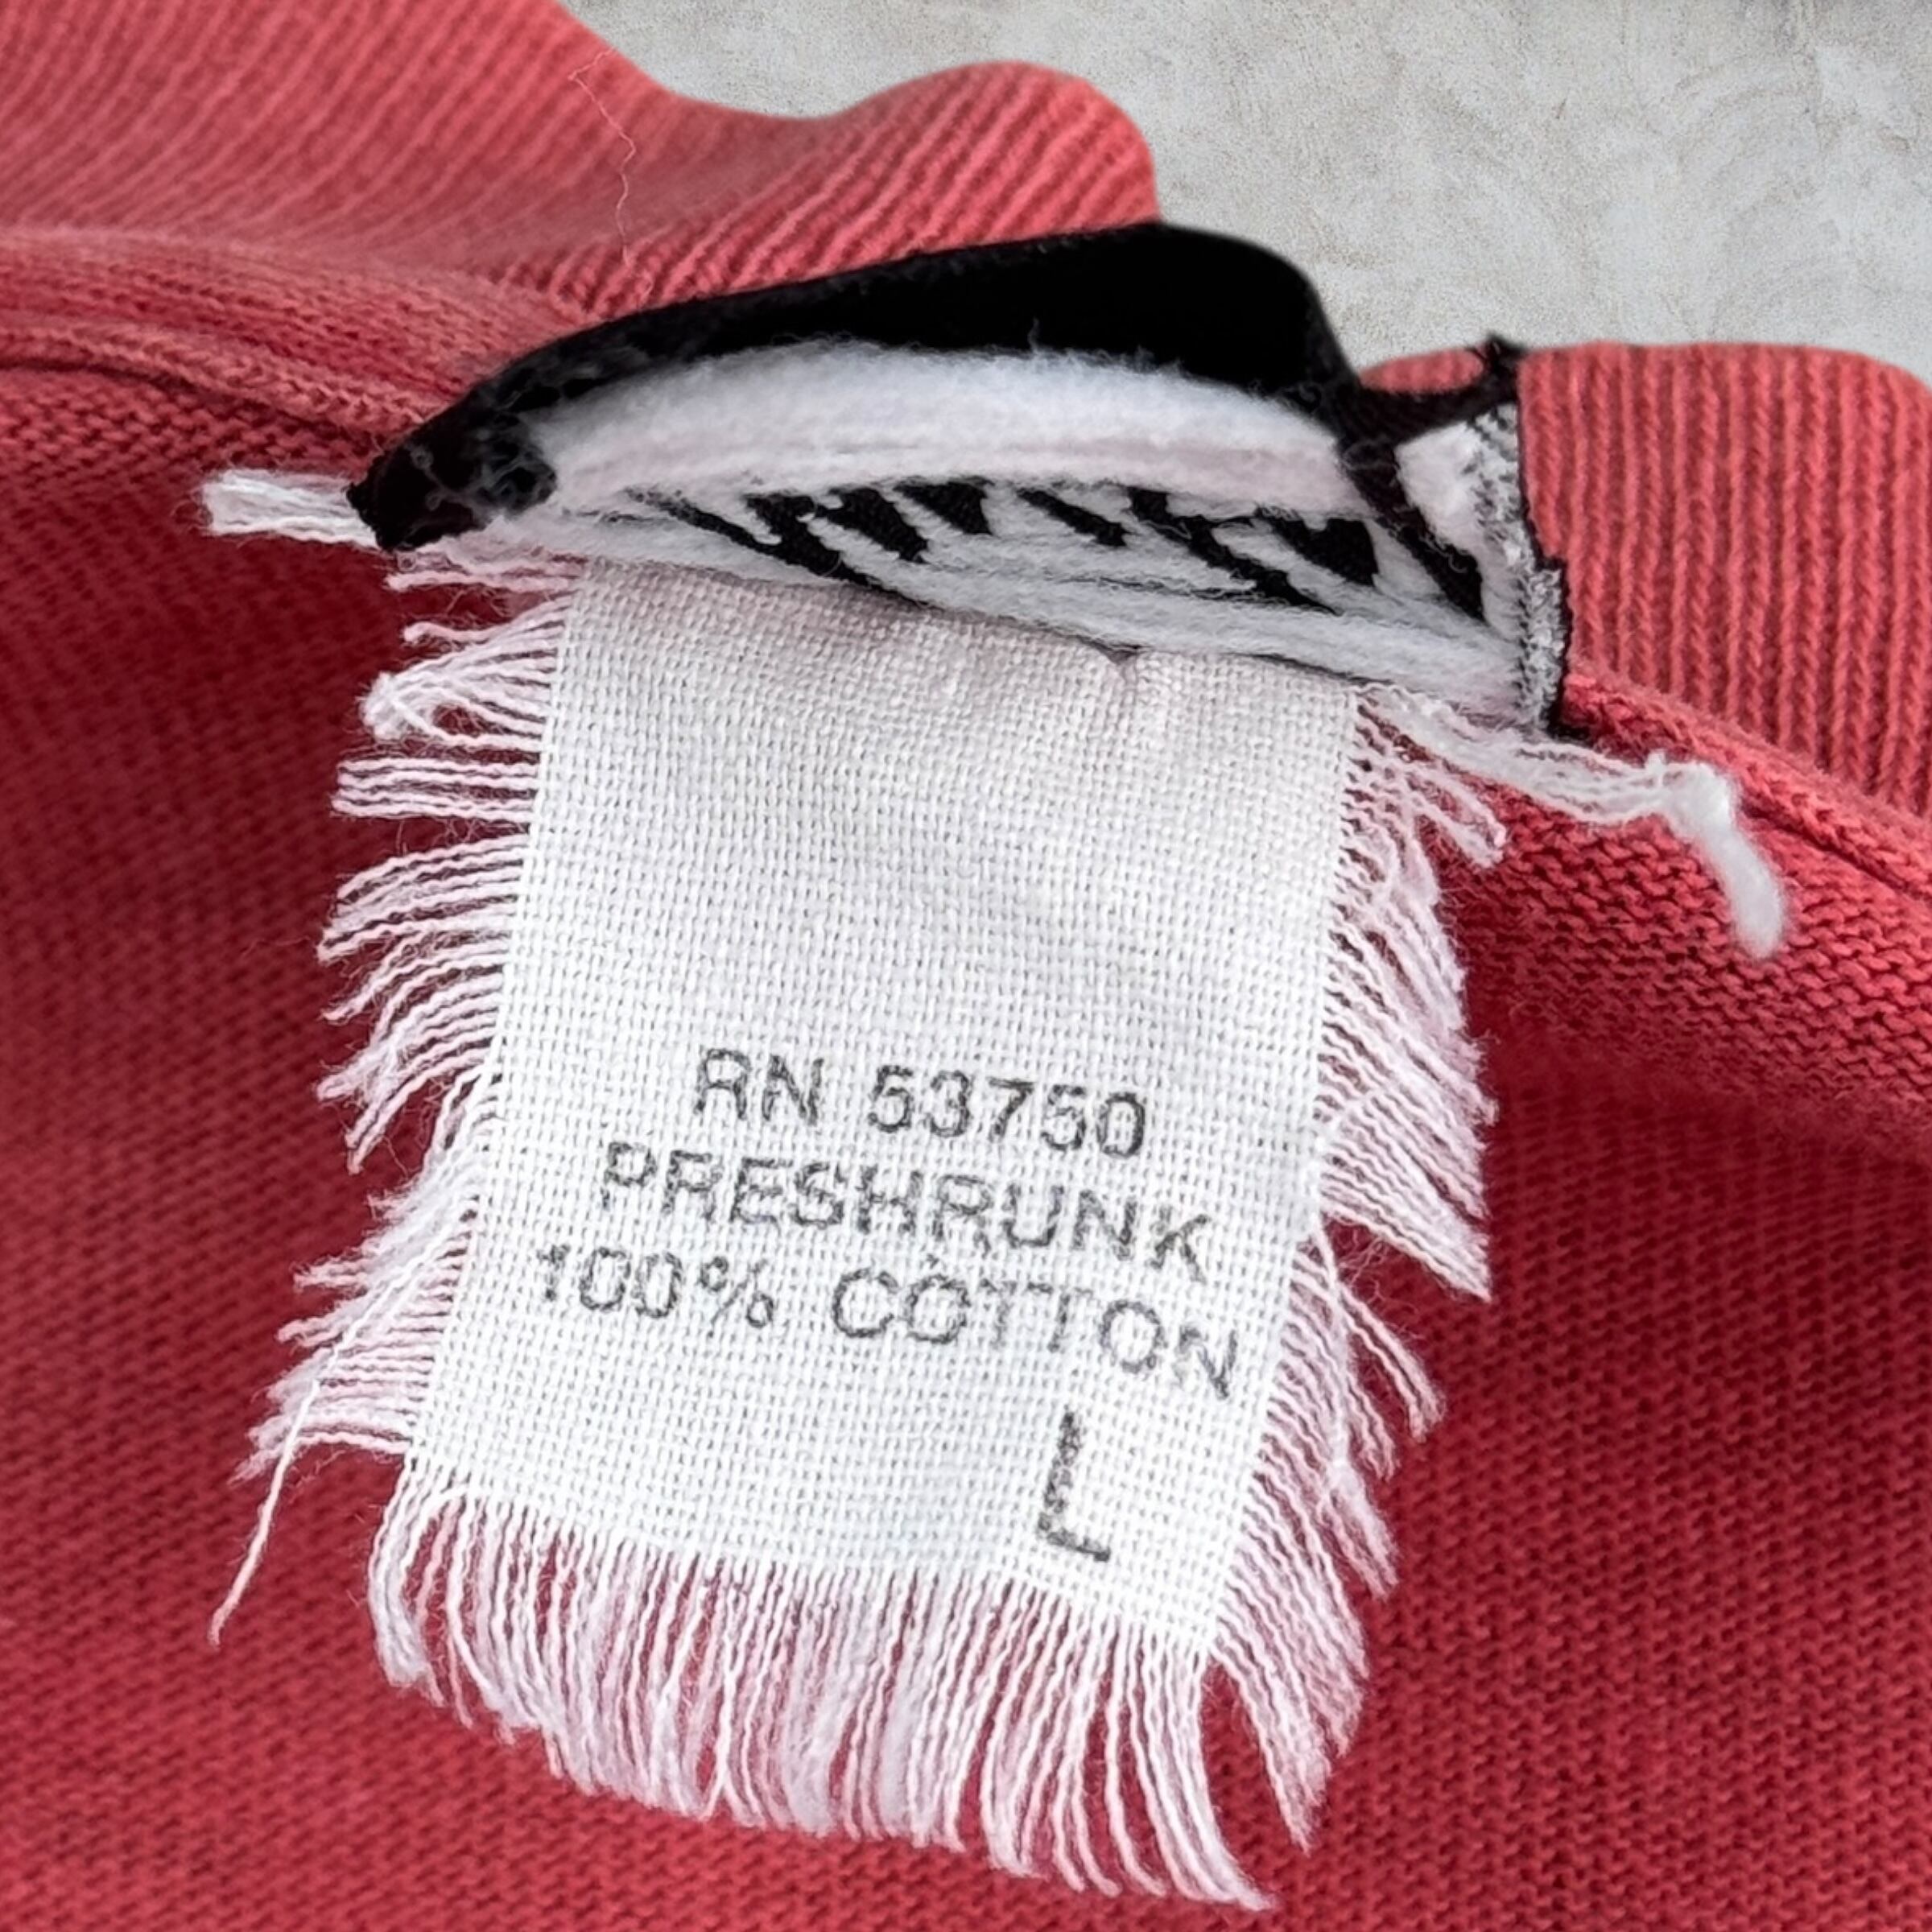 RN 53750
PRESHRUNK
100% COTTON
L